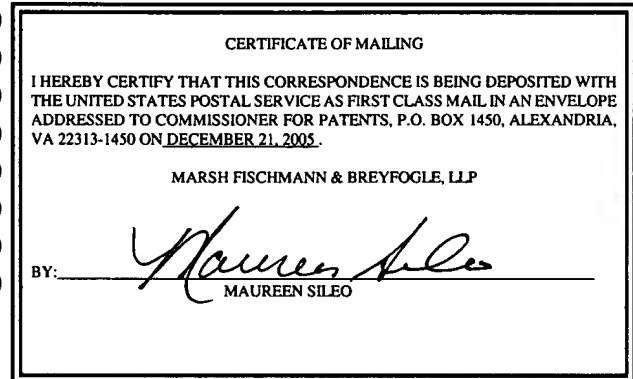 CERTIFICATE OF MAILING
I HEREBY CERTIFY THAT THIS CORRESPONDENCE IS BEING DEPOSITED WITH
THE UNITED STATES POSTAL SERVICE AS FIRST CLASS MAIL IN AN ENVELOPE
ADDRESSED TO COMMISSIONER FOR PATENTS, P.O. BOX 1450, ALEXANDRIA,
VA 22313-1450 ON DECEMBER 21, 2005.
MARSH FISCHMANN & BREYFOGLE, LLP
BY: Maureen Sileo
MAUREEN SILEO